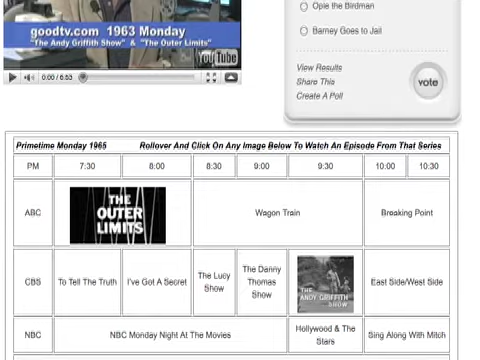 Opie the Birdman
Barney Goes to Jail
goodtv.com 1963 Monday
"The Andy Griffith Show" & "The Outer Limits"
YouTube
0:00 / 6:53
View Results
Share This
Create A Poll
vote
Primetime Monday 1965 Rollover And Click On Any Image Below To Watch An Episode From That Series
PM 7:30 8:00 8:30 9:00 9:30 10:00 10:30
ABC
THE
OUTER
LIMITS
Wagon Train
Breaking Point
CBS
To Tell The Truth
I've Got A Secret
The Lucy
Show
The Danny
Thomas
Show
THE
ANDY GRIFFITH
SHOW
East Side/West Side
NBC
NBC Monday Night At The Movies
Hollywood & The
Stars
Sing Along With Mitch